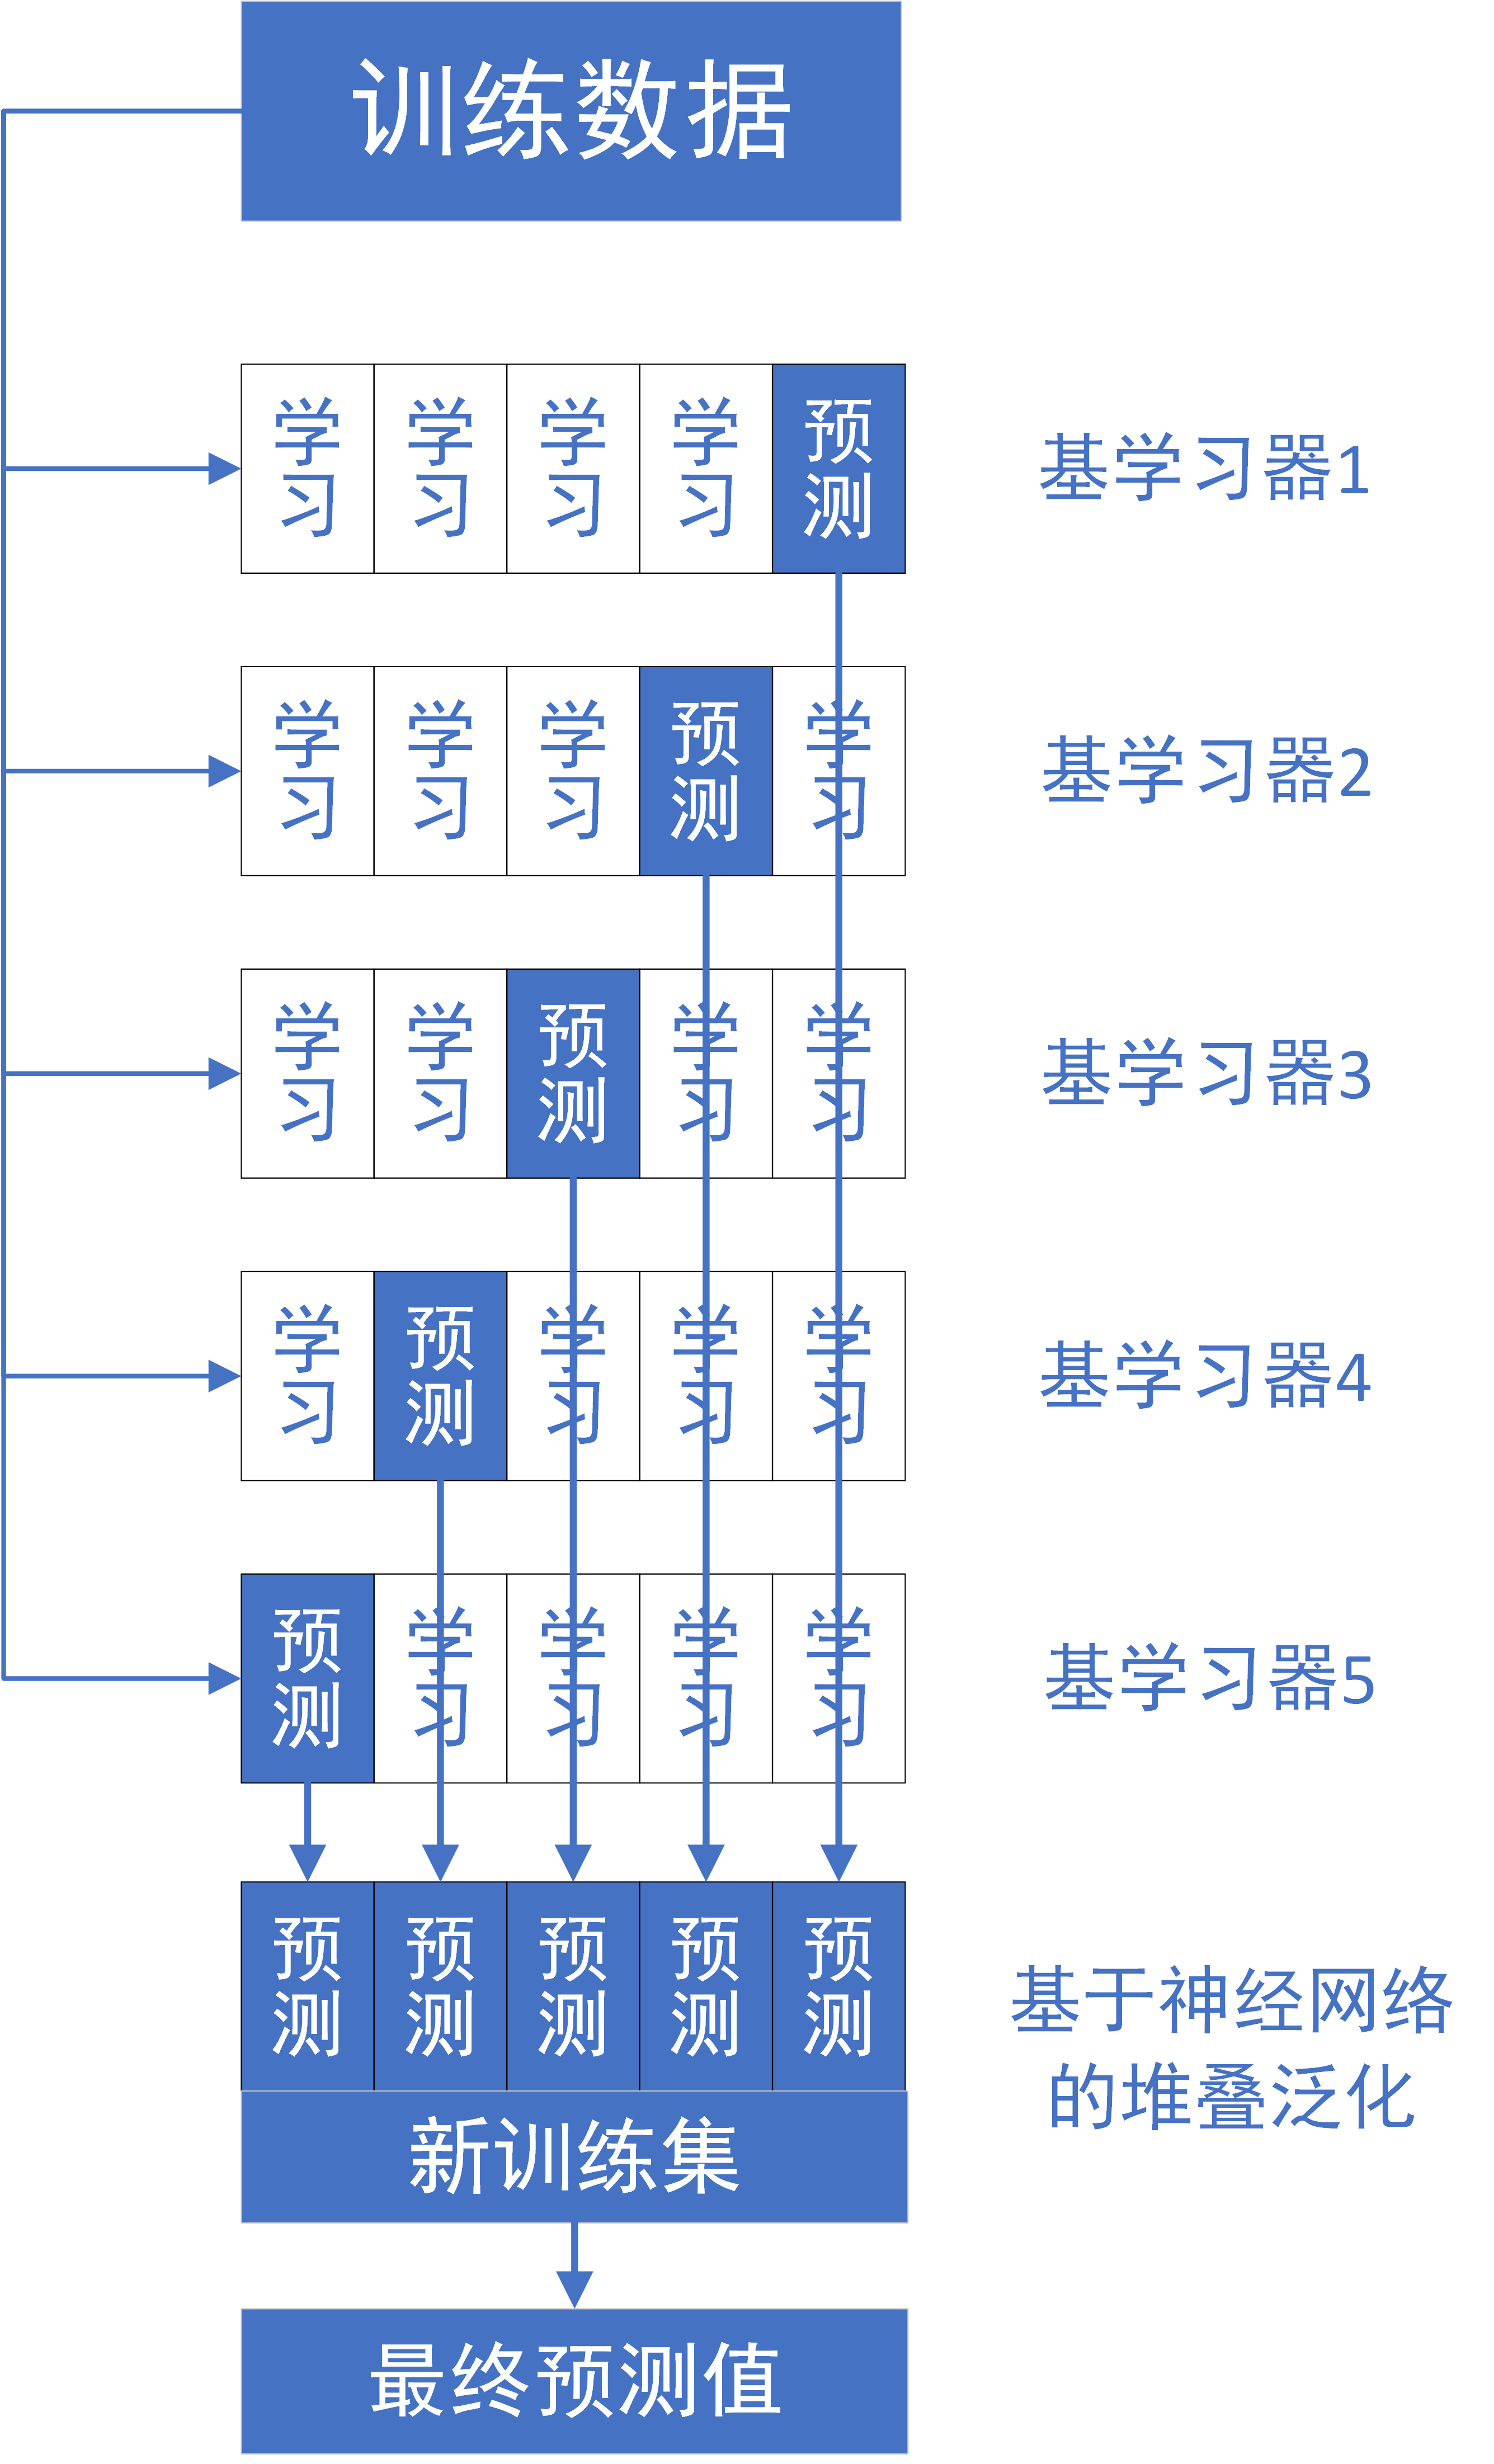 训练数据
学习 学习 学习 学习 预测 基学习器1
学习 学习 学习 预测 学习 基学习器2
学习 学习 预测 学习 学习 基学习器3
学习 预测 学习 学习 学习 基学习器4
预测 学习 学习 学习 学习 基学习器5
预测 预测 预测 预测 预测
新训练集
基于神经网络
的堆叠泛化
最终预测值